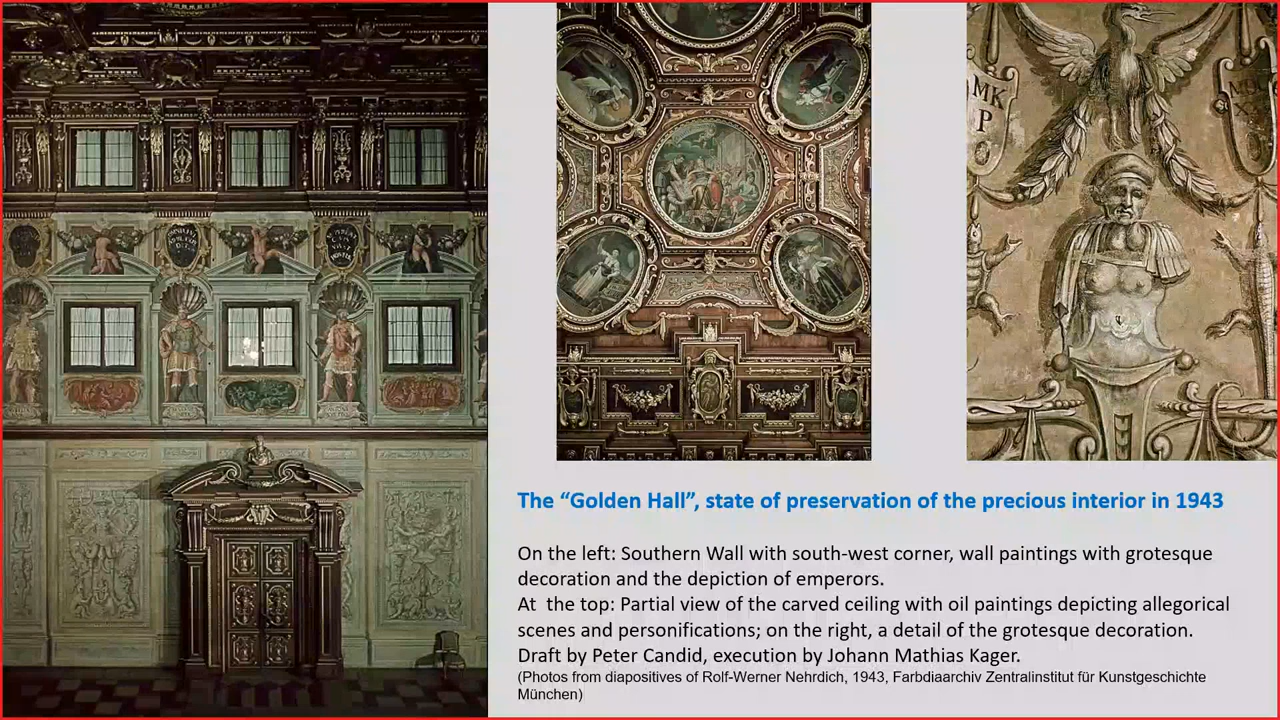 MK
P
The “Golden Hall”, state of preservation of the precious interior in 1943
On the left: Southern Wall with south-west corner, wall paintings with grotesque
decoration and the depiction of emperors.
At  the top: Partial view of the carved ceiling with oil paintings depicting allegorical
scenes and personifications; on the right, a detail of the grotesque decoration.
Draft by Peter Candid, execution by Johann Mathias Kager.
(Photos from diapositives of Rolf-Werner Nehrdich, 1943, Farbdiaarchiv Zentralinstitut für Kunstgeschichte
München)